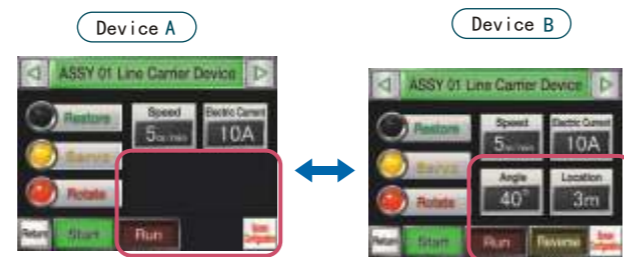 Device A
Device B
ASSY 01 Line Carrier Device
Restore
Speed
Electric Current
5
10A
Servo
Rotate
Return
Start
Run
ASSY 01 Line Carrier Device
Restore
Speed
Electric Current
5
10A
Servo
Angle
Location
40°
3m
Rotate
Return
Start
Run
Reverse